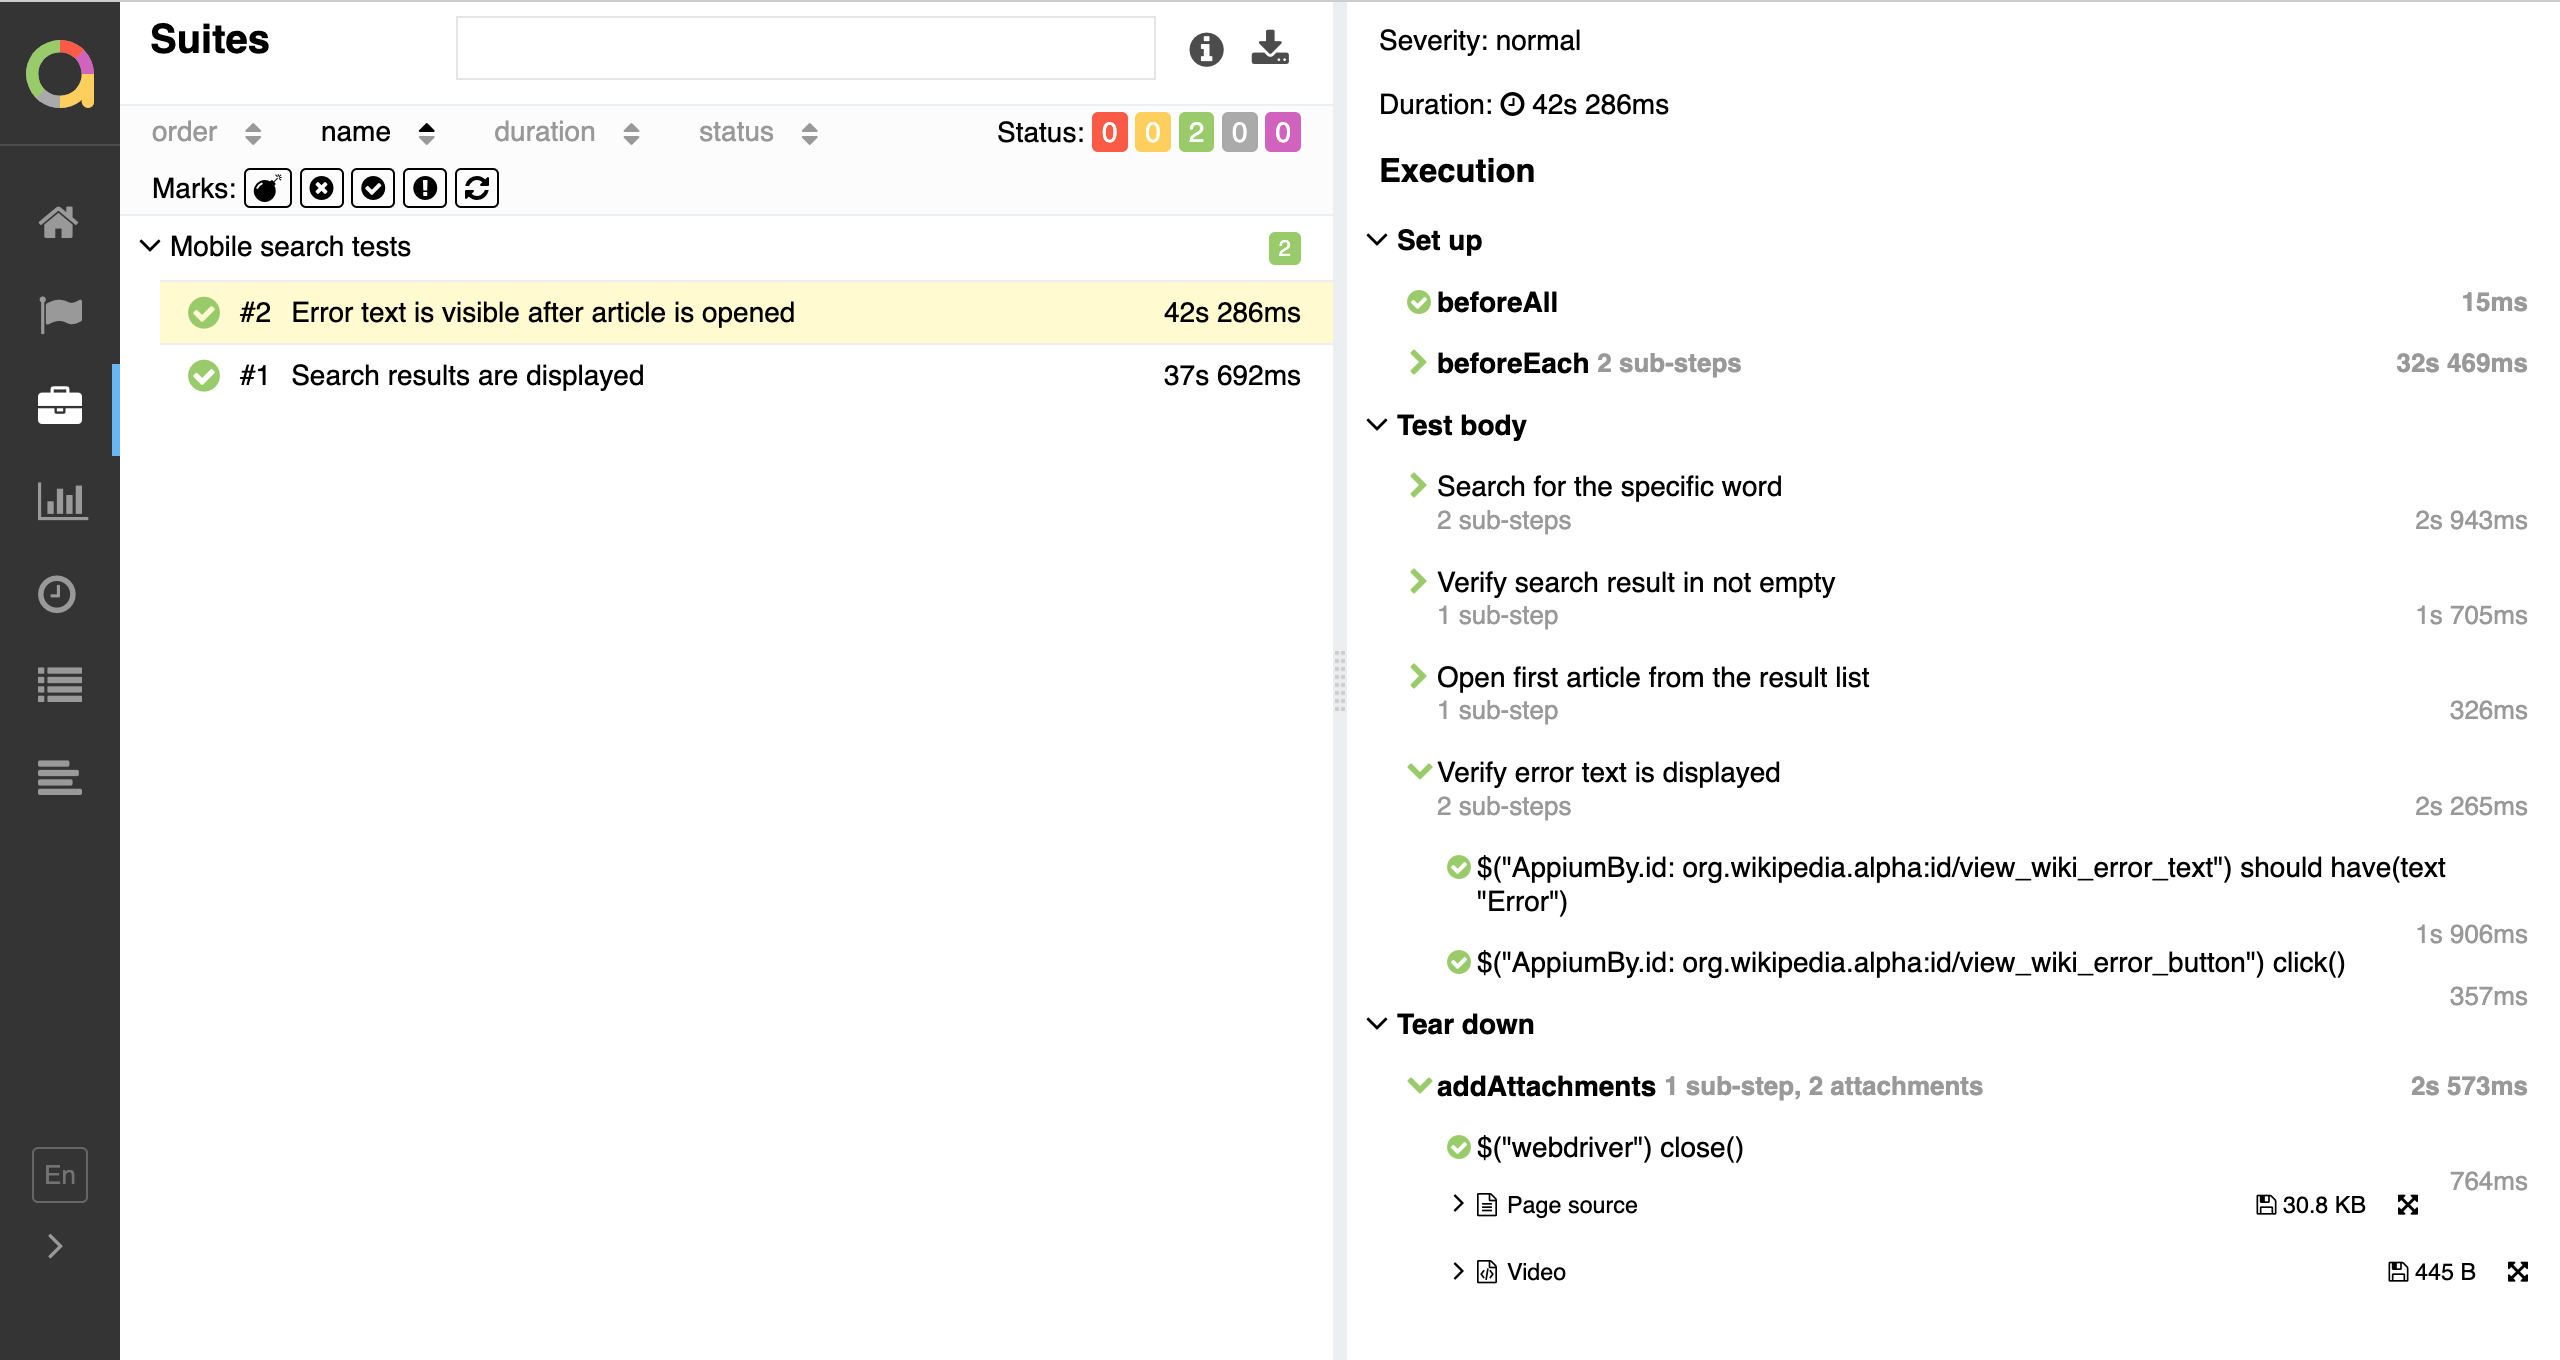 Suites
order name duration status Status: 0 0 2 0 0
Marks:
Mobile search tests 2
#2 Error text is visible after article is opened 42s 286ms
#1 Search results are displayed 37s 692ms
En
Severity: normal
Duration: 42s 286ms
Execution
Set up
beforeAll 15ms
beforeEach 2 sub-steps 32s 469ms
Test body
Search for the specific word
2 sub-steps 2s 943ms
Verify search result in not empty
1 sub-step 1s 705ms
Open first article from the result list
1 sub-step 326ms
Verify error text is displayed
2 sub-steps 2s 265ms
$("AppiumBy.id: org.wikipedia.alpha:id/view_wiki_error_text") should have(text
"Error")
1s 906ms
$("AppiumBy.id: org.wikipedia.alpha:id/view_wiki_error_button") click()
357ms
Tear down
addAttachments 1 sub-step, 2 attachments 2s 573ms
$("webdriver") close()
764ms
Page source 30.8 KB
Video 445 B